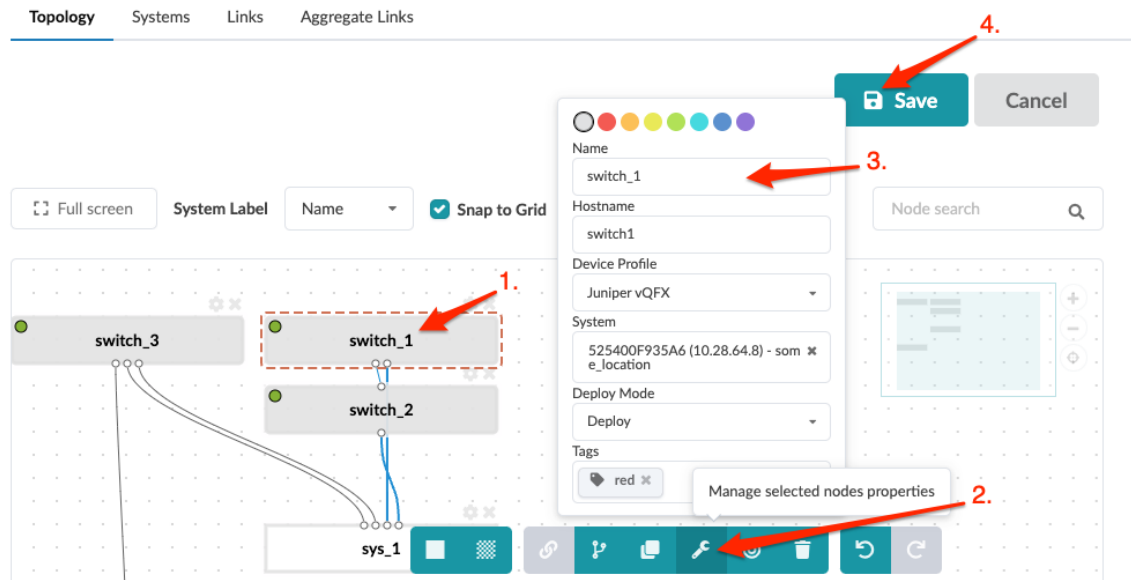 Topology Systems Links Aggregate Links
4.
Save Cancel
Name
switch_1
3.
Full screen System Label Name Snap to Grid
Hostname
switch1
Node search
Device Profile
Juniper vQFX
1.
System
525400F935A6 (10.28.64.8) - som
e_location
switch_3
switch_1
Deploy Mode
Deploy
switch_2
Tags
red
Manage selected nodes properties
2.
sys_1